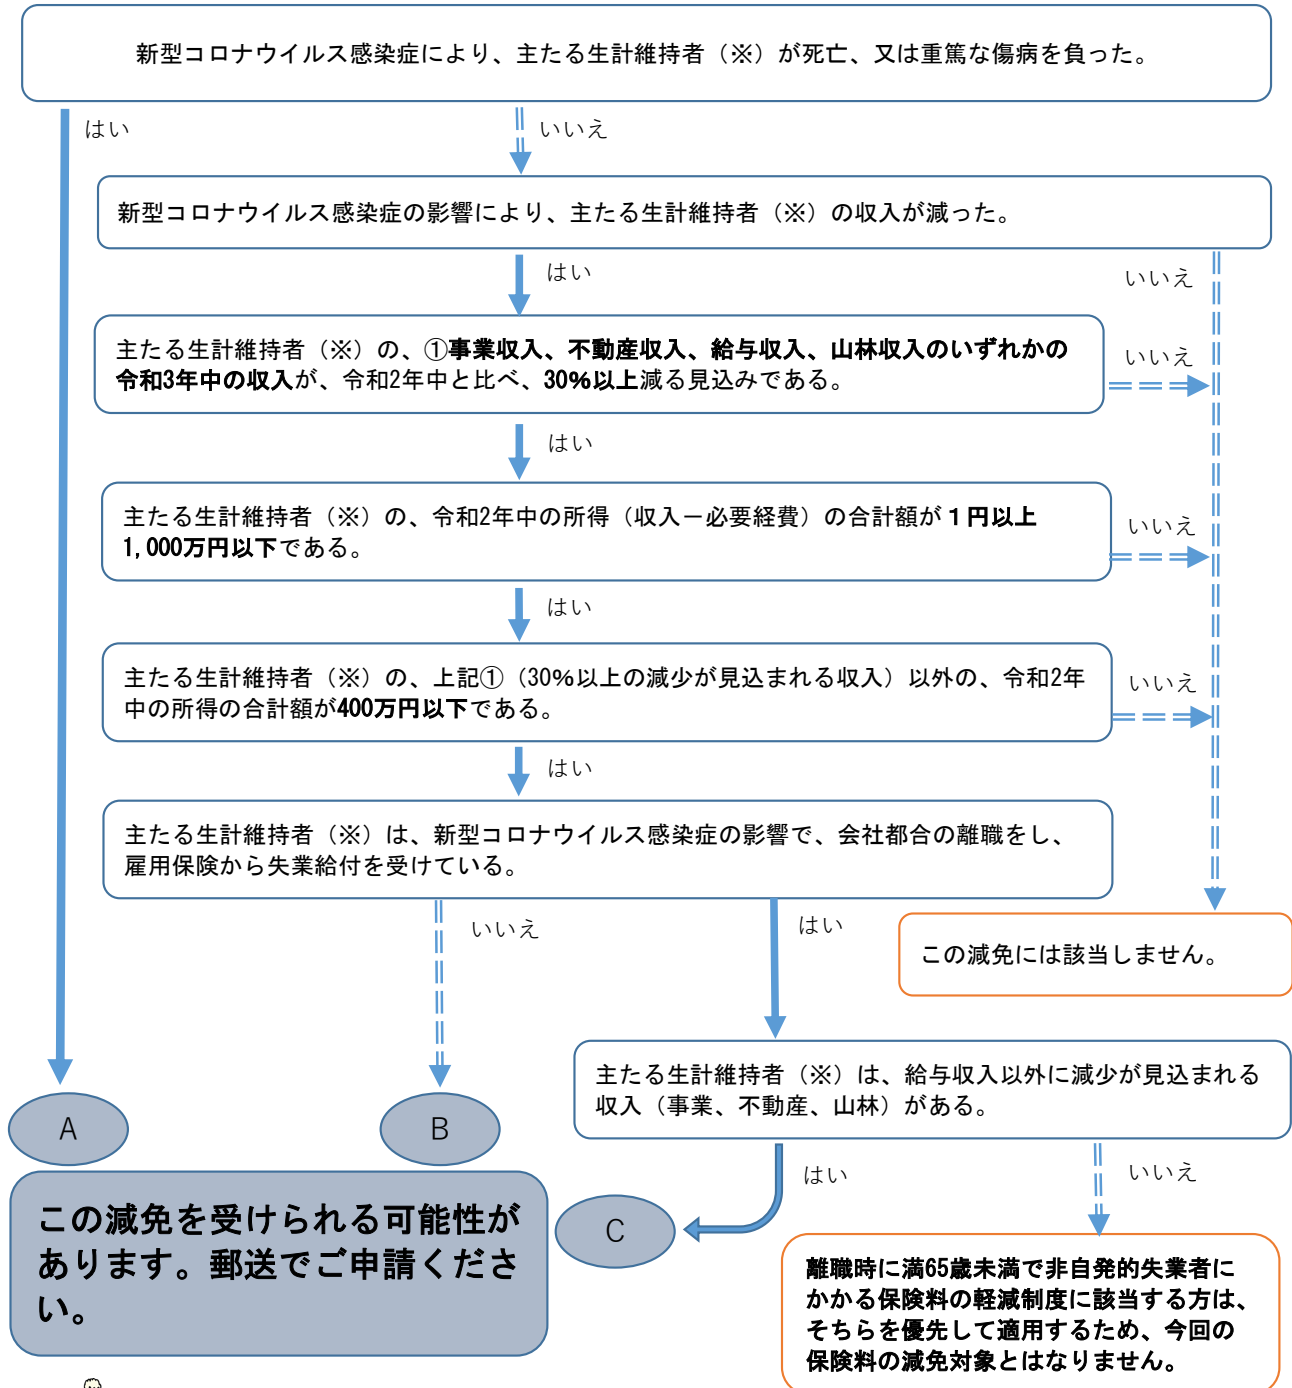 新型コロナウイルス感染症により、主たる生計維持者（※）が死亡、又は重篤な傷病を負った。
はい
いいえ
新型コロナウイルス感染症の影響により、主たる生計維持者（※）の収入が減った。
はい
いいえ
主たる生計維持者（※）の、①事業収入、不動産収入、給与収入、山林収入のいずれかの
令和3年中の収入が、令和2年中と比べ、30%以上減る見込みである。
いいえ
はい
主たる生計維持者（※）の、令和2年中の所得（収入－必要経費）の合計額が１円以上
1,000万円以下である。
いいえ
はい
主たる生計維持者（※）の、上記①（30%以上の減少が見込まれる収入）以外の、令和2年
中の所得の合計額が400万円以下である。
いいえ
はい
主たる生計維持者（※）は、新型コロナウイルス感染症の影響で、会社都合の離職をし、
雇用保険から失業給付を受けている。
いいえ
はい
この減免には該当しません。
主たる生計維持者（※）は、給与収入以外に減少が見込まれる
収入（事業、不動産、山林）がある。
A
B
はい
いいえ
C
この減免を受けられる可能性が
あります。郵送でご申請くださ
い。
離職時に満65歳未満で非自発的失業者に
かかる保険料の軽減制度に該当する方は、
そちらを優先して適用するため、今回の
保険料の減免対象とはなりません。